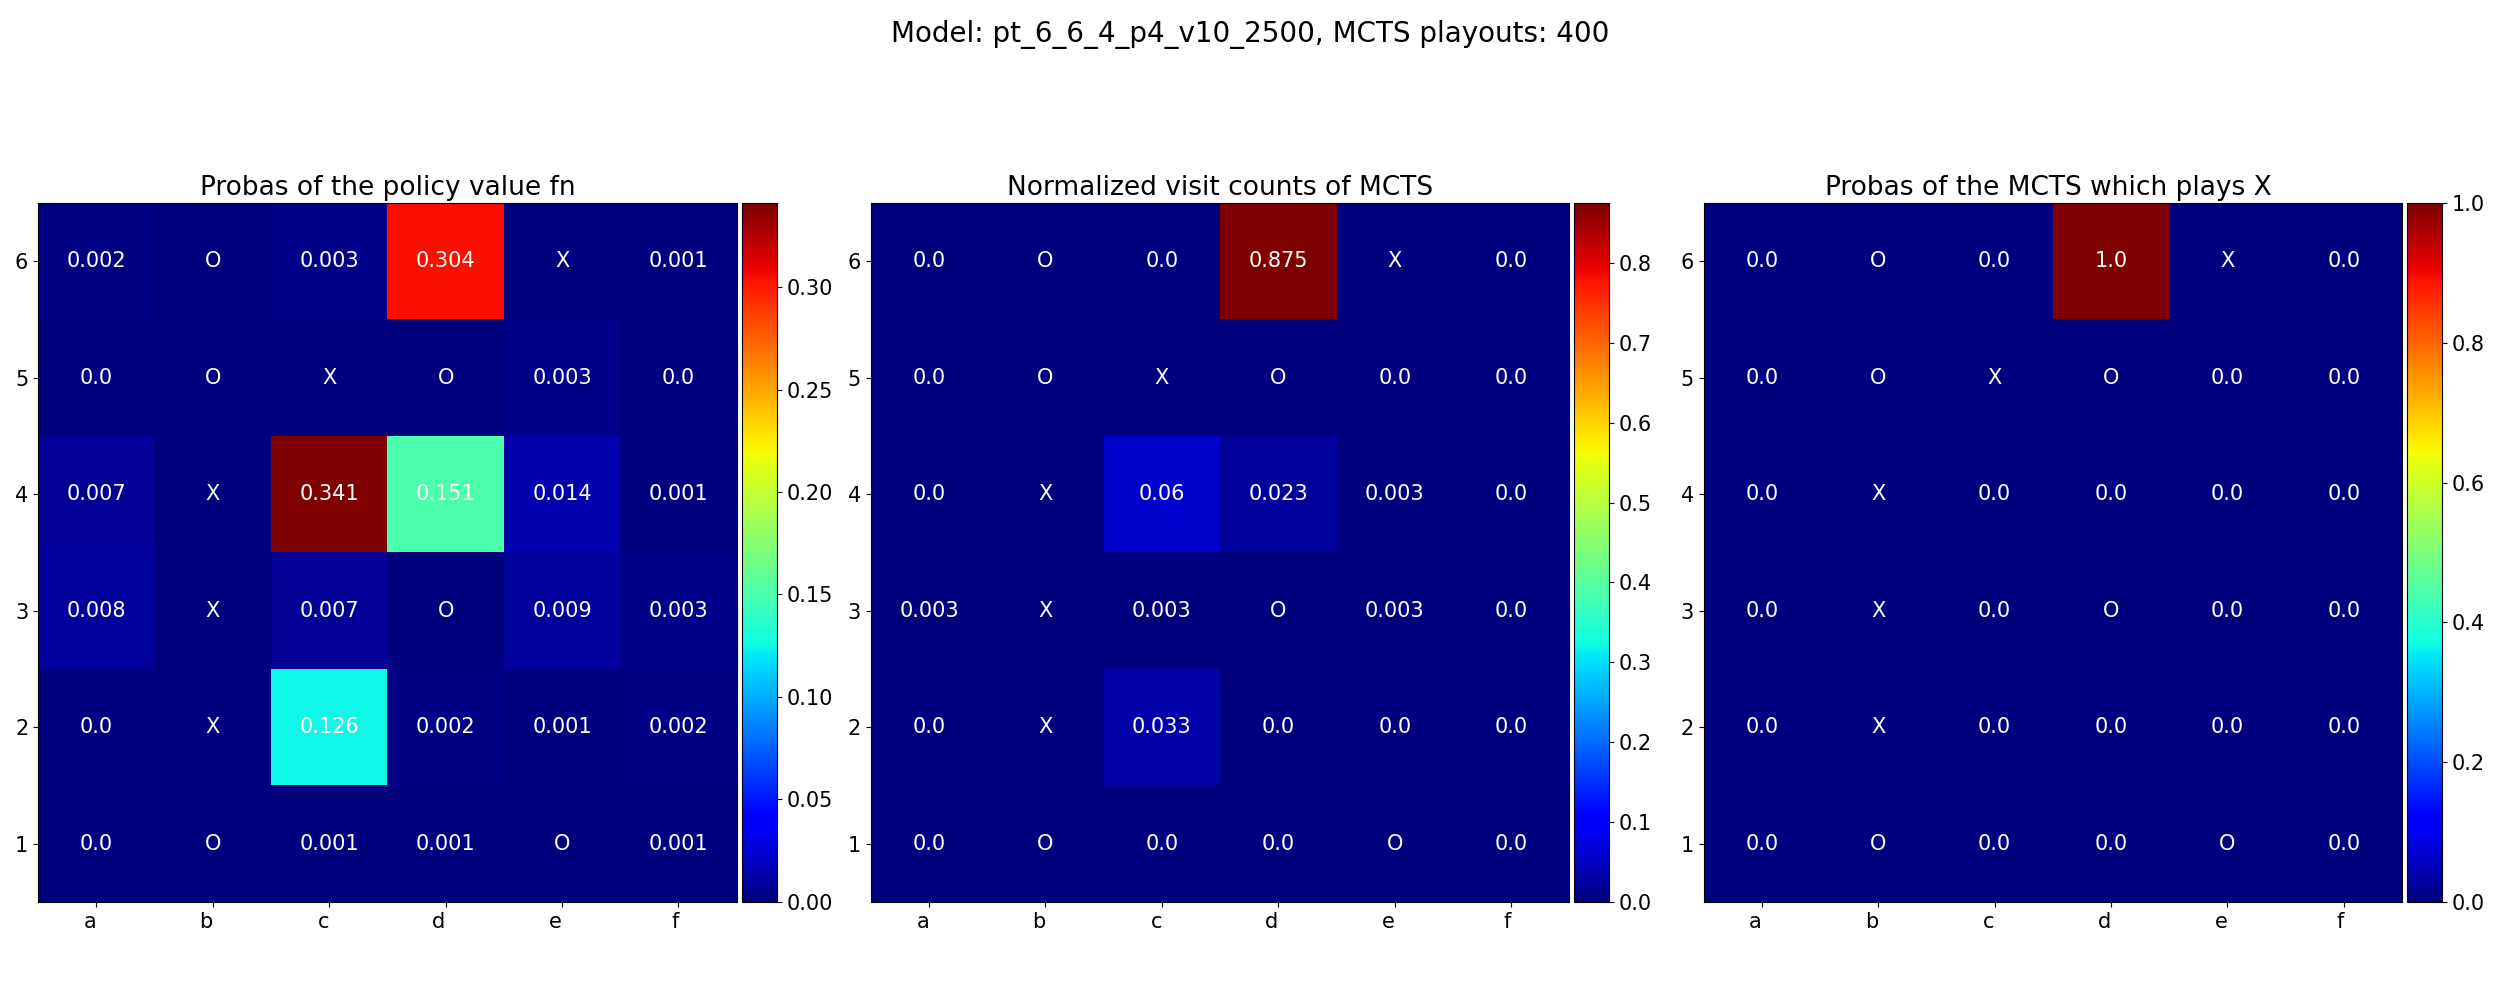 Model: pt_6_6_4_p4_v10_2500, MCTS playouts: 400
Probas of the policy value fn
6 0.002 O 0.003 0.304 X 0.001
5 0.0 O X O 0.003 0.0
4 0.007 X 0.341 0.151 0.014 0.001
3 0.008 X 0.007 O 0.009 0.003
2 0.0 X 0.126 0.002 0.001 0.002
1 0.0 O 0.001 0.001 O 0.001
a b c d e f
0.30
0.25
0.20
0.15
0.10
0.05
0.00
Normalized visit counts of MCTS
6 0.0 O 0.0 0.875 X 0.0
5 0.0 O X O 0.0 0.0
4 0.0 X 0.06 0.023 0.003 0.0
3 0.003 X 0.003 O 0.003 0.0
2 0.0 X 0.033 0.0 0.0 0.0
1 0.0 O 0.0 0.0 O 0.0
a b c d e f
0.8
0.7
0.6
0.5
0.4
0.3
0.2
0.1
0.0
Probas of the MCTS which plays X
6 0.0 O 0.0 1.0 X 0.0
5 0.0 O X O 0.0 0.0
4 0.0 X 0.0 0.0 0.0 0.0
3 0.0 X 0.0 O 0.0 0.0
2 0.0 X 0.0 0.0 0.0 0.0
1 0.0 O 0.0 0.0 O 0.0
a b c d e f
1.0
0.8
0.6
0.4
0.2
0.0